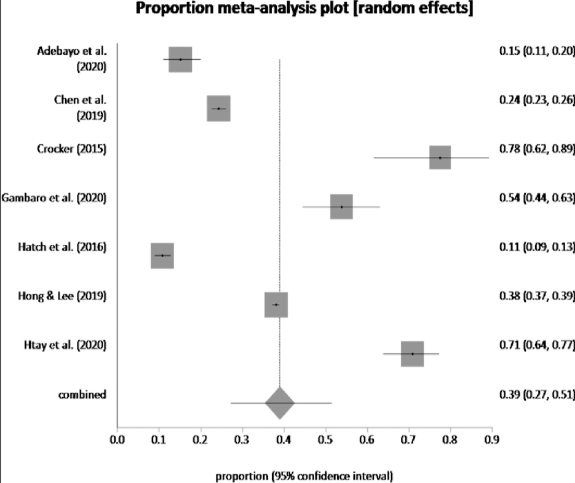 Proportion meta-analysis plot [random effects]
Adebayo et al.
(2020)
0.15 (0.11, 0.20)
Chen et al.
(2019)
0.24 (0.23, 0.26)
Crocker (2015)
0.78 (0.62, 0.89)
Gambaro et al. (2020)
0.54 (0.44, 0.63)
Hatch et al. (2016)
0.11 (0.09, 0.13)
Hong & Lee (2019)
0.38 (0.37, 0.39)
Htay et al. (2020)
0.71 (0.64, 0.77)
combined
0.39 (0.27, 0.51)
0.0 0.1 0.2 0.3 0.4 0.5 0.6 0.7 0.8 0.9
proportion (95% confidence interval)